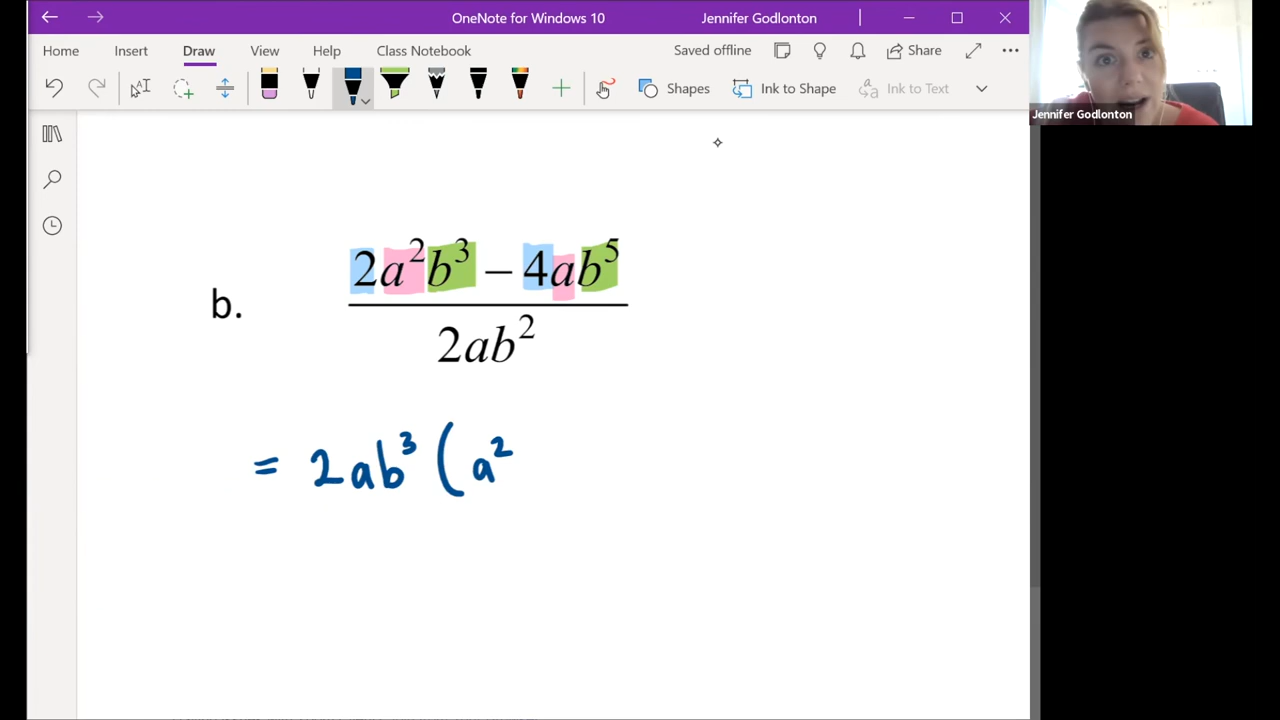 OneNote for Windows 10 Jennifer Godlonton
Home Insert Draw View Help Class Notebook Saved offline Share
Shapes Ink to Shape Ink to Text
Jennifer Godlonton
2a²b³ − 4ab⁵
b.
2ab²
= 2ab³ (a²